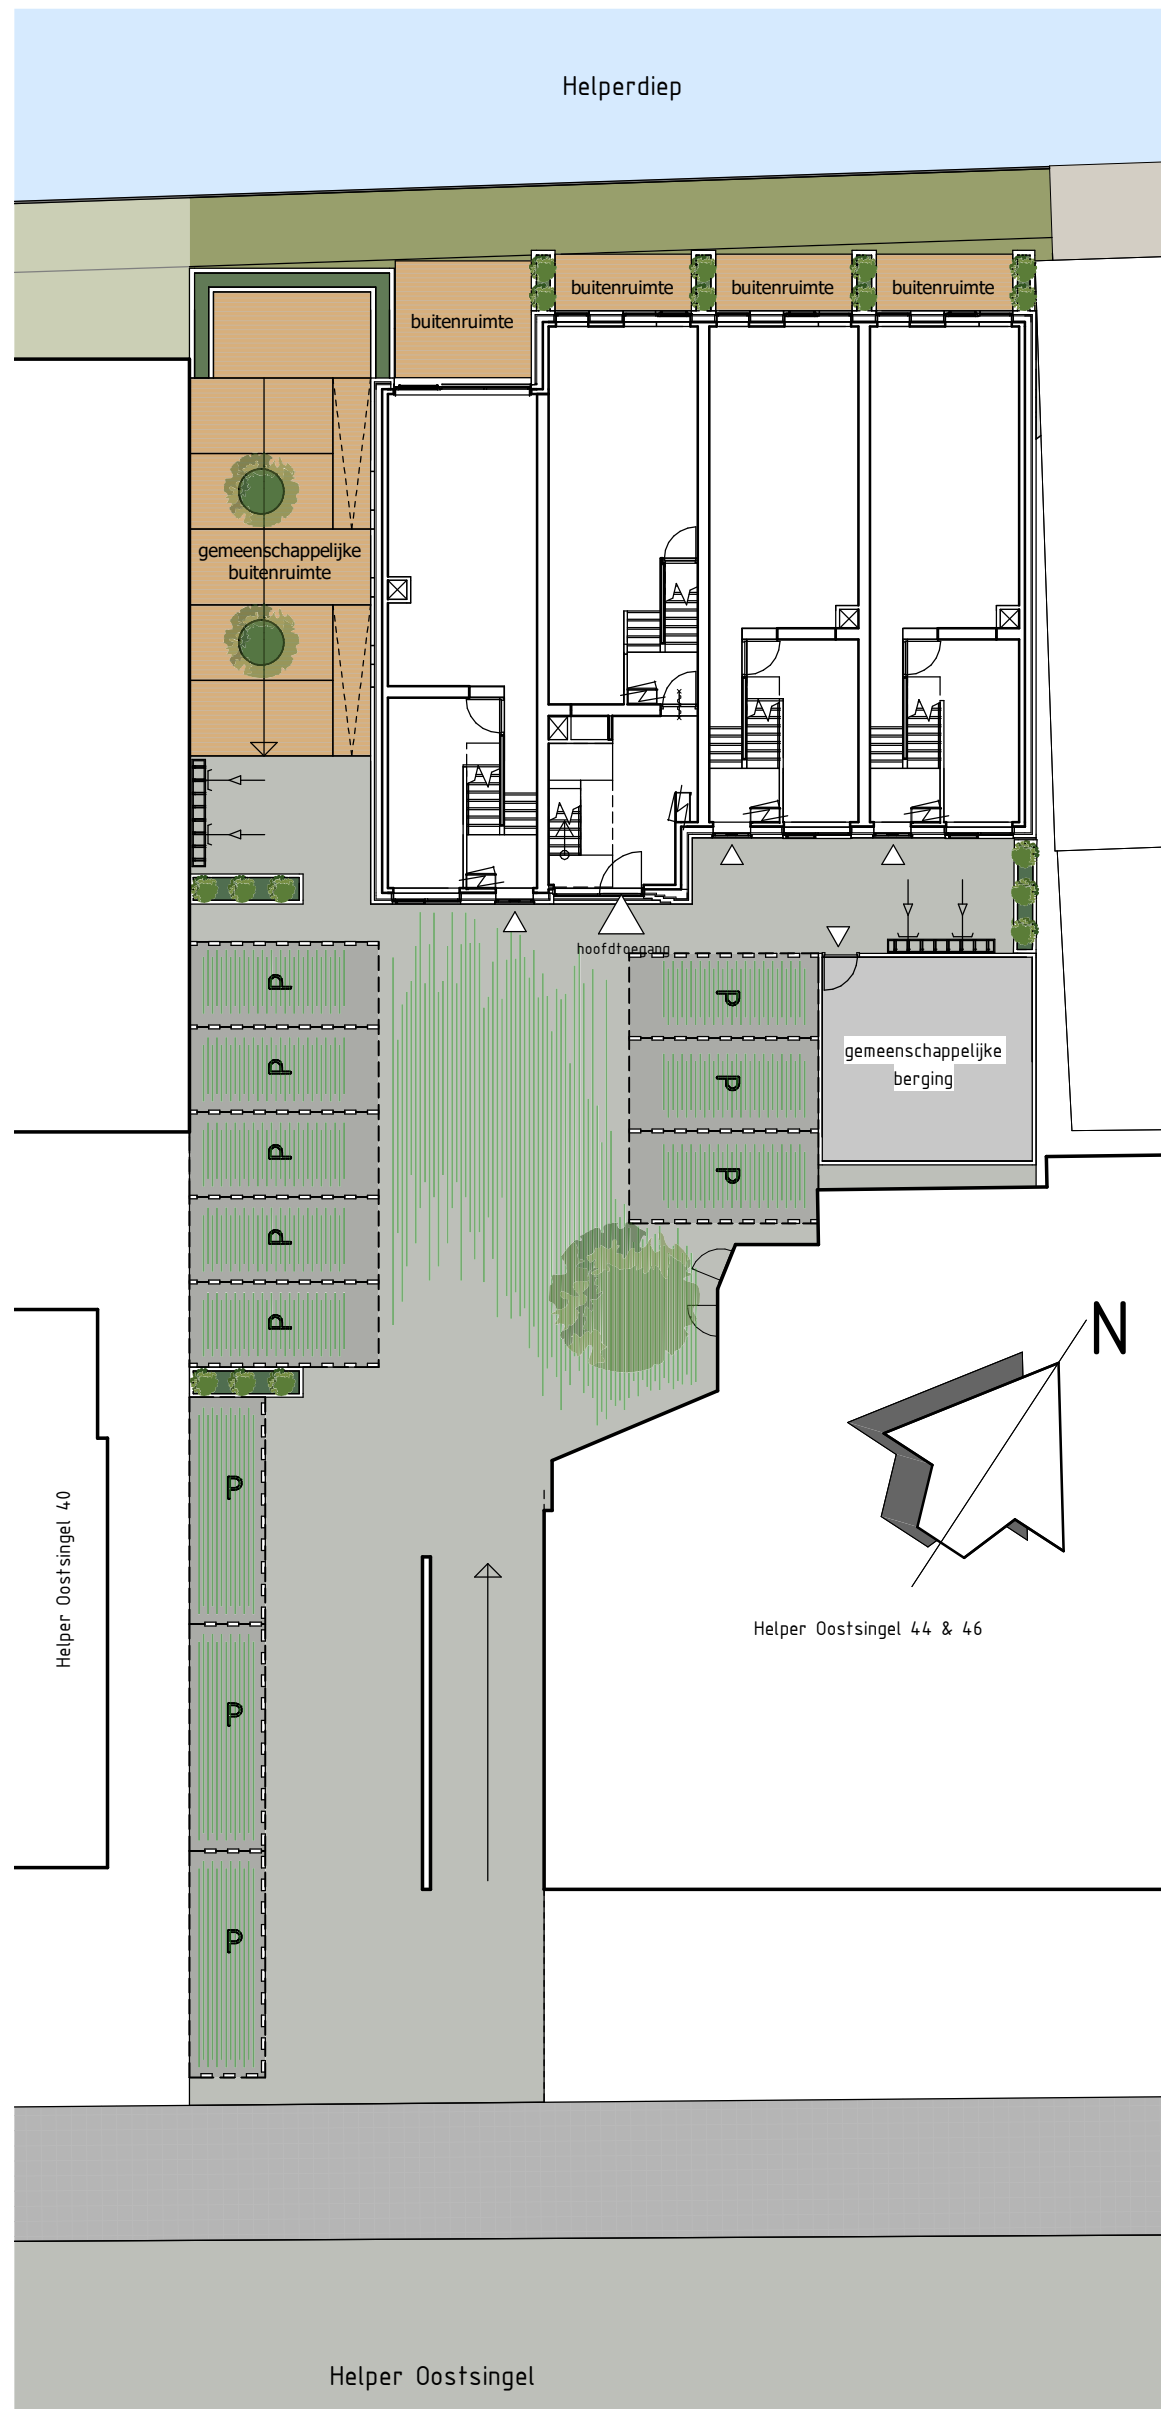 Helperdiep
buitenruimte
buitenruimte
buitenruimte
buitenruimte
gemeenschappelijke
buitenruimte
hoofdtoegang
P
P
P
P
P
P
P
P
gemeenschappelijke
berging
N
P
P
P
Helper Oostsingel 40
Helper Oostsingel 44 & 46
Helper Oostsingel